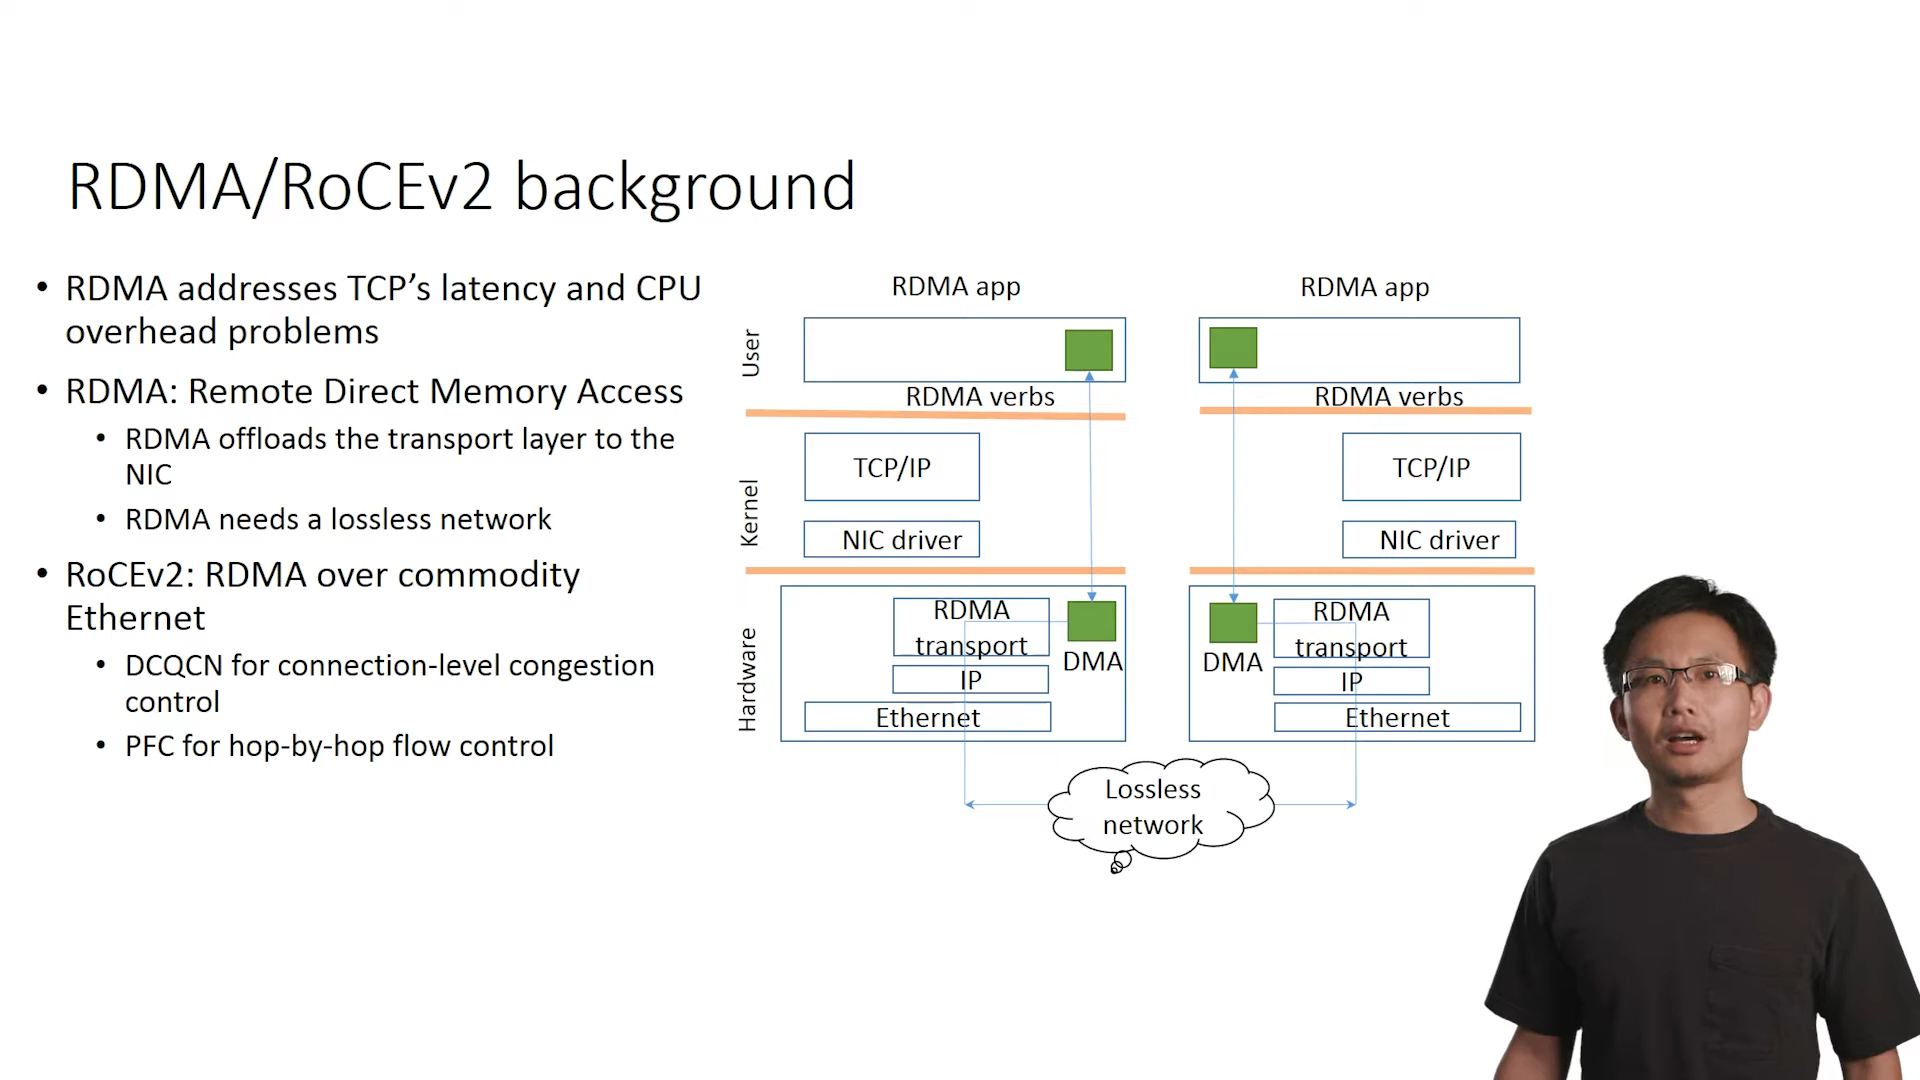 RDMA/RoCEv2 background
• RDMA addresses TCP’s latency and CPU
overhead problems
• RDMA: Remote Direct Memory Access
• RDMA offloads the transport layer to the
NIC
• RDMA needs a lossless network
• RoCEv2: RDMA over commodity
Ethernet
• DCQCN for connection-level congestion
control
• PFC for hop-by-hop flow control
RDMA app
RDMA app
User
RDMA verbs
RDMA verbs
Kernel
TCP/IP
TCP/IP
NIC driver
NIC driver
Hardware
RDMA
transport
DMA
IP
Ethernet
RDMA
transport
DMA
IP
Ethernet
Lossless
network